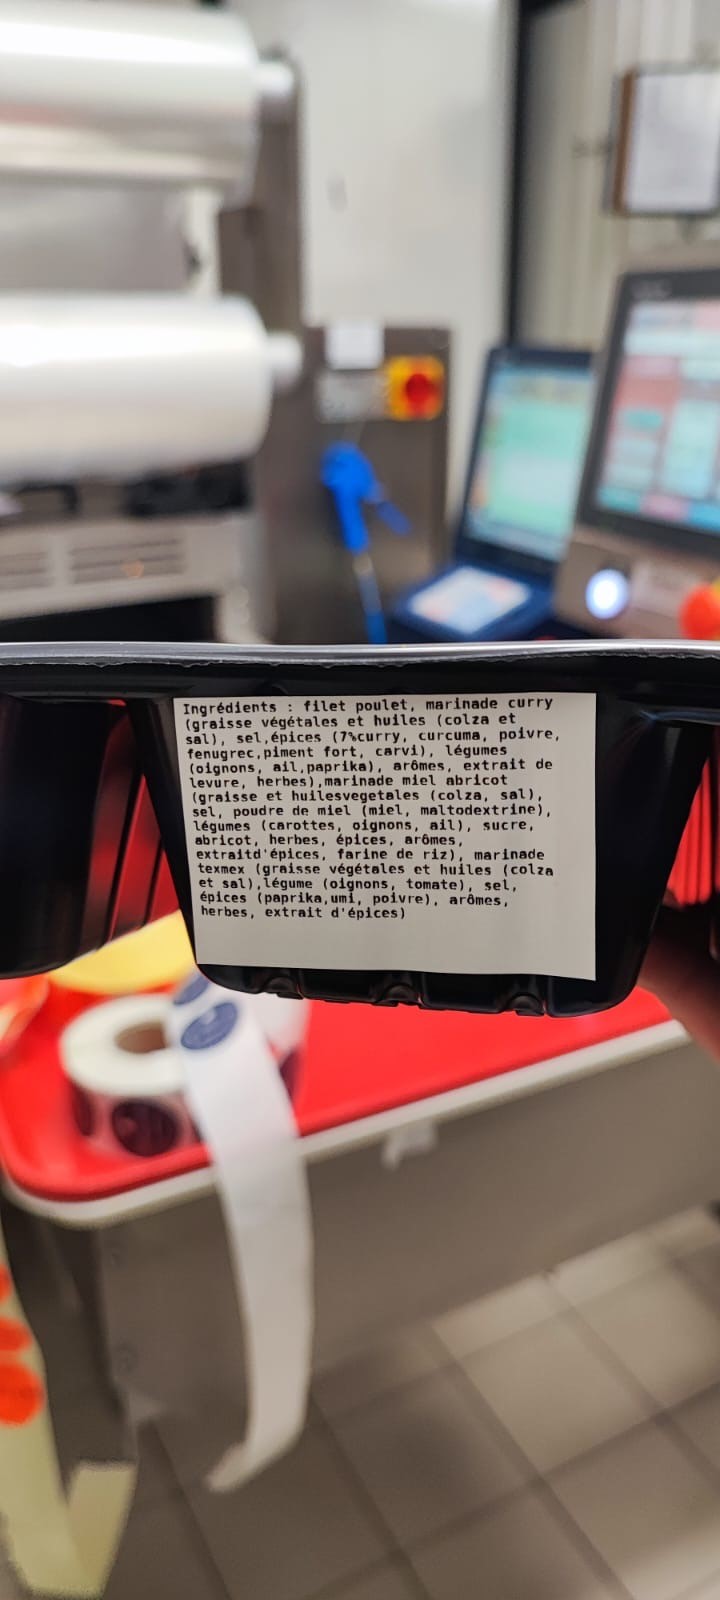 Ingrédients : filet poulet, marinade curry
(graisse végétales et huiles (colza et
sal), sel,épices (7%curry, curcuma, poivre,
fenugrec,piment fort, carvi), légumes
(oignons, ail,paprika), arômes, extrait de
levure, herbes),marinade miel abricot
(graisse et huilesvegetales (colza, sal),
sel, poudre de miel (miel, maltodextrine),
légumes (carottes, oignons, ail), sucre,
abricot, herbes, épices, arômes,
extraitd'épices, farine de riz), marinade
texmex (graisse végétales et huiles (colza
et sal),légume (oignons, tomate), sel,
épices (paprika,umi, poivre), arômes,
herbes, extrait d'épices)